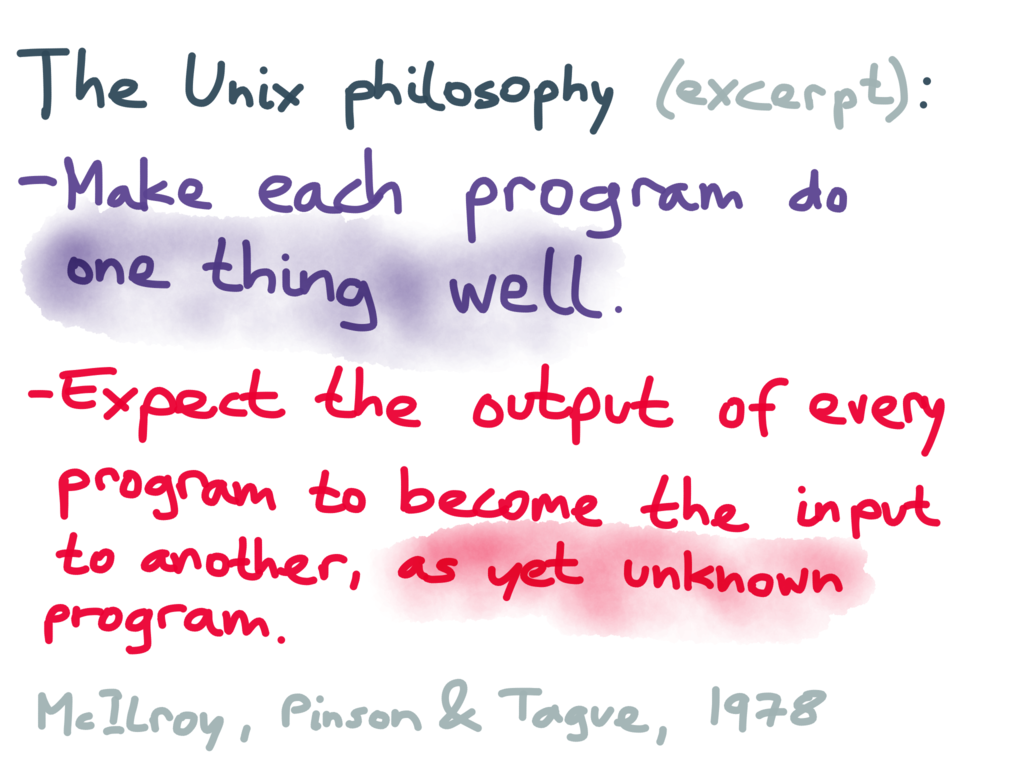 The Unix philosophy (excerpt):
- Make each program do
one thing well.
- Expect the output of every
program to become the input
to another, as yet unknown
program.
McIlroy, Pinson & Tague, 1978